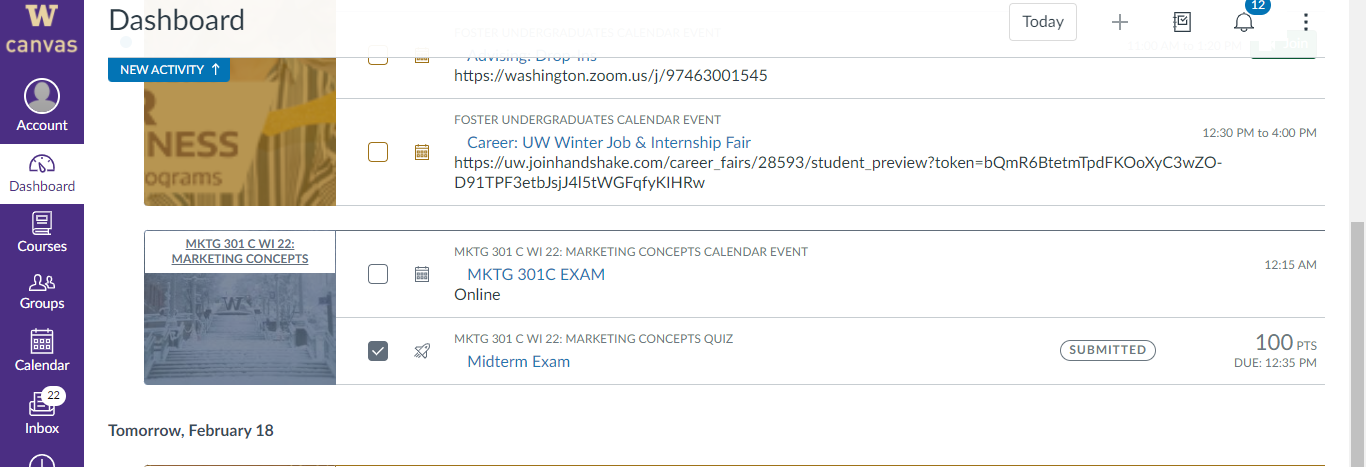 W
canvas
Account
Dashboard
Courses
Groups
Calendar
22
Inbox
Dashboard
Today
12
NEW ACTIVITY ↑
FOSTER UNDERGRADUATES CALENDAR EVENT
Advising: Drop-Ins
Join
https://washington.zoom.us/j/97463001545
R
NESS
ograms
FOSTER UNDERGRADUATES CALENDAR EVENT
Career: UW Winter Job & Internship Fair
12:30 PM to 4:00 PM
https://uw.joinhandshake.com/career_fairs/28593/student_preview?token=bQmR6BtetmTpdFKOoXyC3wZO-
D91TPF3etbJsjJ4l5tWGFqfyKIHRw
MKTG 301 C WI 22:
MARKETING CONCEPTS
W
MKTG 301 C WI 22: MARKETING CONCEPTS CALENDAR EVENT
MKTG 301C EXAM
12:15 AM
Online
MKTG 301 C WI 22: MARKETING CONCEPTS QUIZ
Midterm Exam
SUBMITTED
100 PTS
DUE: 12:35 PM
Tomorrow, February 18